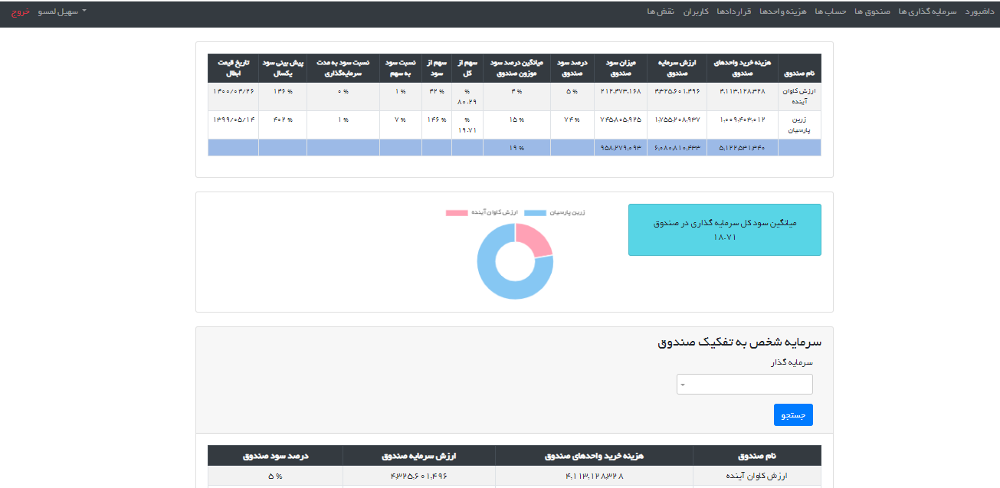 داشبورد سرمایه گذاری ها صندوق ها حساب ها هزینه واحدها قراردادها کاربران نقش ها سهیل لمسو خروج
نام صندوق هزینه خرید واحدهای صندوق ارزش سرمایه صندوق میزان سود صندوق درصد سود صندوق میانگین درصد سود موزون صندوق سهم از کل سهم از سود نسبت سود به سهم نسبت سود به مدت سرمایه‌گذاری پیش بینی سود یکسال تاریخ قیمت ابطال
ارزش کاوان آینده ۴,۱۱۳,۱۲۸,۳۲۸ ۴,۳۲۵,۶۰۱,۴۹۶ ۲۱۲,۴۷۳,۱۶۸ ۵ % ۴ % % ۸۰.۲۹ ۴۲ % ۱ % ۰ % ۱۴۶ % ۱۴۰۰/۰۴/۲۶
زرین پارسیان ۱,۰۰۹,۴۰۳,۰۱۲ ۱,۷۵۵,۲۰۸,۹۳۷ ۷۴۵,۸۰۵,۹۲۵ ۷۴ % ۱۵ % % ۱۹.۷۱ ۱۴۶ % ۷ % ۱ % ۴۰۲ % ۱۳۹۹/۰۵/۱۴
۵,۱۲۲,۵۳۱,۳۴۰ ۶,۰۸۰,۸۱۰,۴۳۳ ۹۵۸,۲۷۹,۰۹۳ ۱۹ %
میانگین سود کل سرمایه گذاری در صندوق
۱۸.۷۱
زرین پارسیان ارزش کاوان آینده
سرمایه شخص به تفکیک صندوق
سرمایه گذار
جستجو
نام صندوق هزینه خرید واحدهای صندوق ارزش سرمایه صندوق درصد سود صندوق
ارزش کاوان آینده ۴,۱۱۳,۱۲۸,۳۲۸ ۴,۳۲۵,۶۰۱,۴۹۶ ۵ %